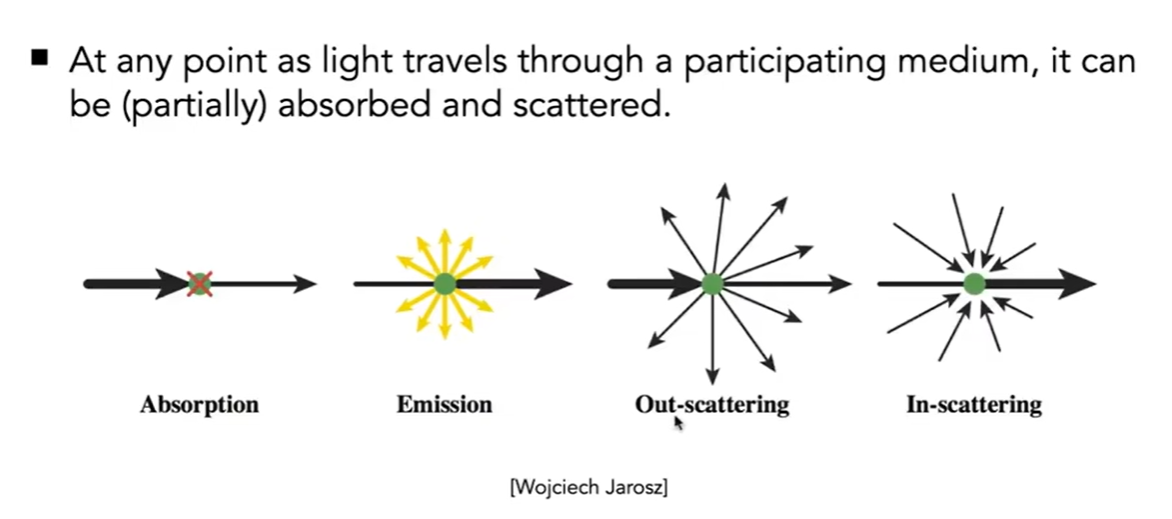 At any point as light travels through a participating medium, it can
be (partially) absorbed and scattered.
Absorption
Emission
Out-scattering
In-scattering
[Wojciech Jarosz]